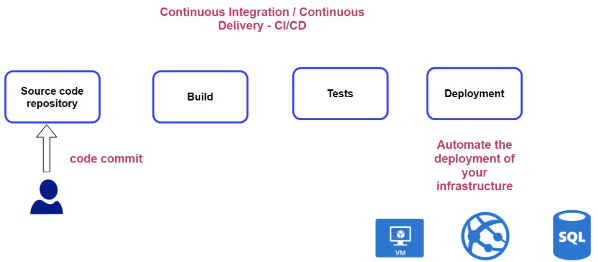 Continuous Integration / Continuous
Delivery - CI/CD
Source code
repository
Build
Tests
Deployment
code commit
Automate the
deployment of
your
infrastructure
VM
SQL